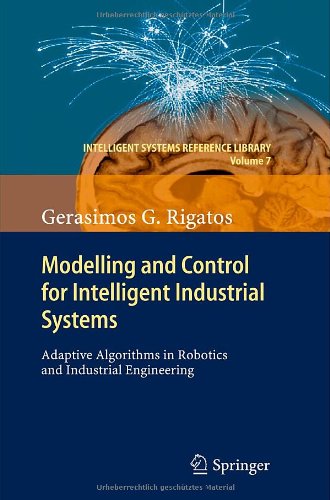 Urheberrechtlich geschütztes Material
INTELLIGENT SYSTEMS REFERENCE LIBRARY
Volume 7
Gerasimos G. Rigatos
Modelling and Control
for Intelligent Industrial
Systems
Adaptive Algorithms in Robotics
and Industrial Engineering
Springer
Urheberrechtlich geschütztes Material